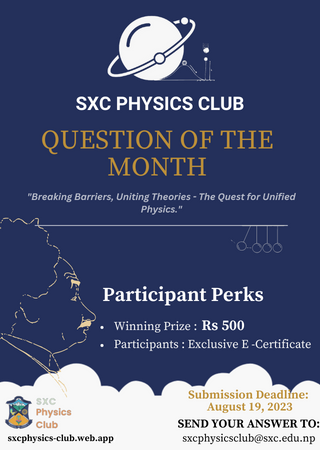 SXC PHYSICS CLUB
QUESTION OF THE
MONTH
"Breaking Barriers, Uniting Theories - The Quest for Unified
Physics."
Participant Perks
• Winning Prize : Rs 500
• Participants : Exclusive E -Certificate
SXC
Physics
Club
sxcphysics-club.web.app
Submission Deadline:
August 19, 2023
SEND YOUR ANSWER TO:
sxcphysicsclub@sxc.edu.np